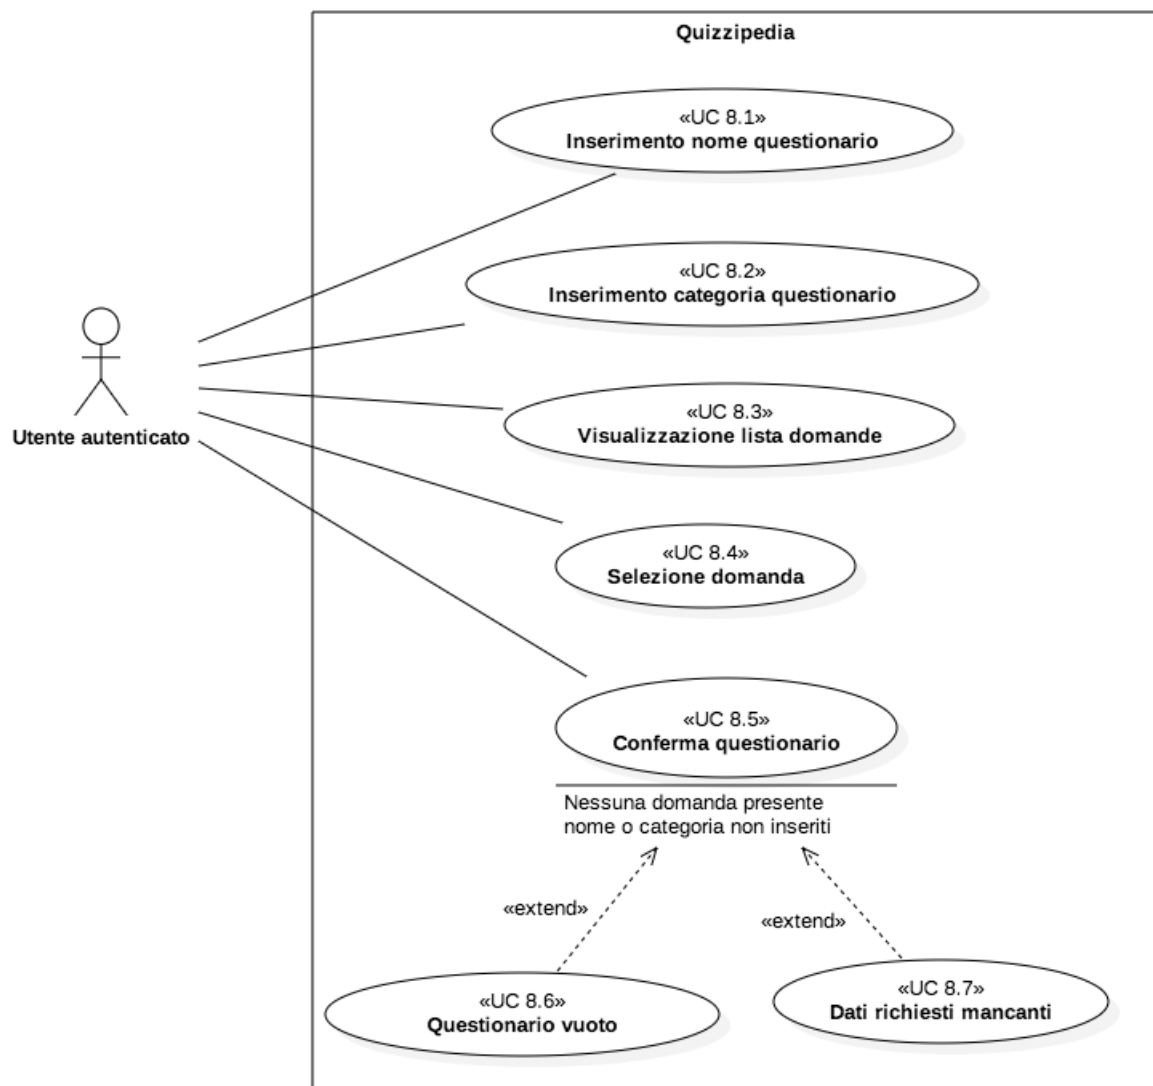 Quizzipedia
«UC 8.1»
Inserimento nome questionario
«UC 8.2»
Inserimento categoria questionario
«UC 8.3»
Visualizzazione lista domande
Utente autenticato
«UC 8.4»
Selezione domanda
«UC 8.5»
Conferma questionario
Nessuna domanda presente
nome o categoria non inseriti
«extend»
«extend»
«UC 8.6»
Questionario vuoto
«UC 8.7»
Dati richiesti mancanti